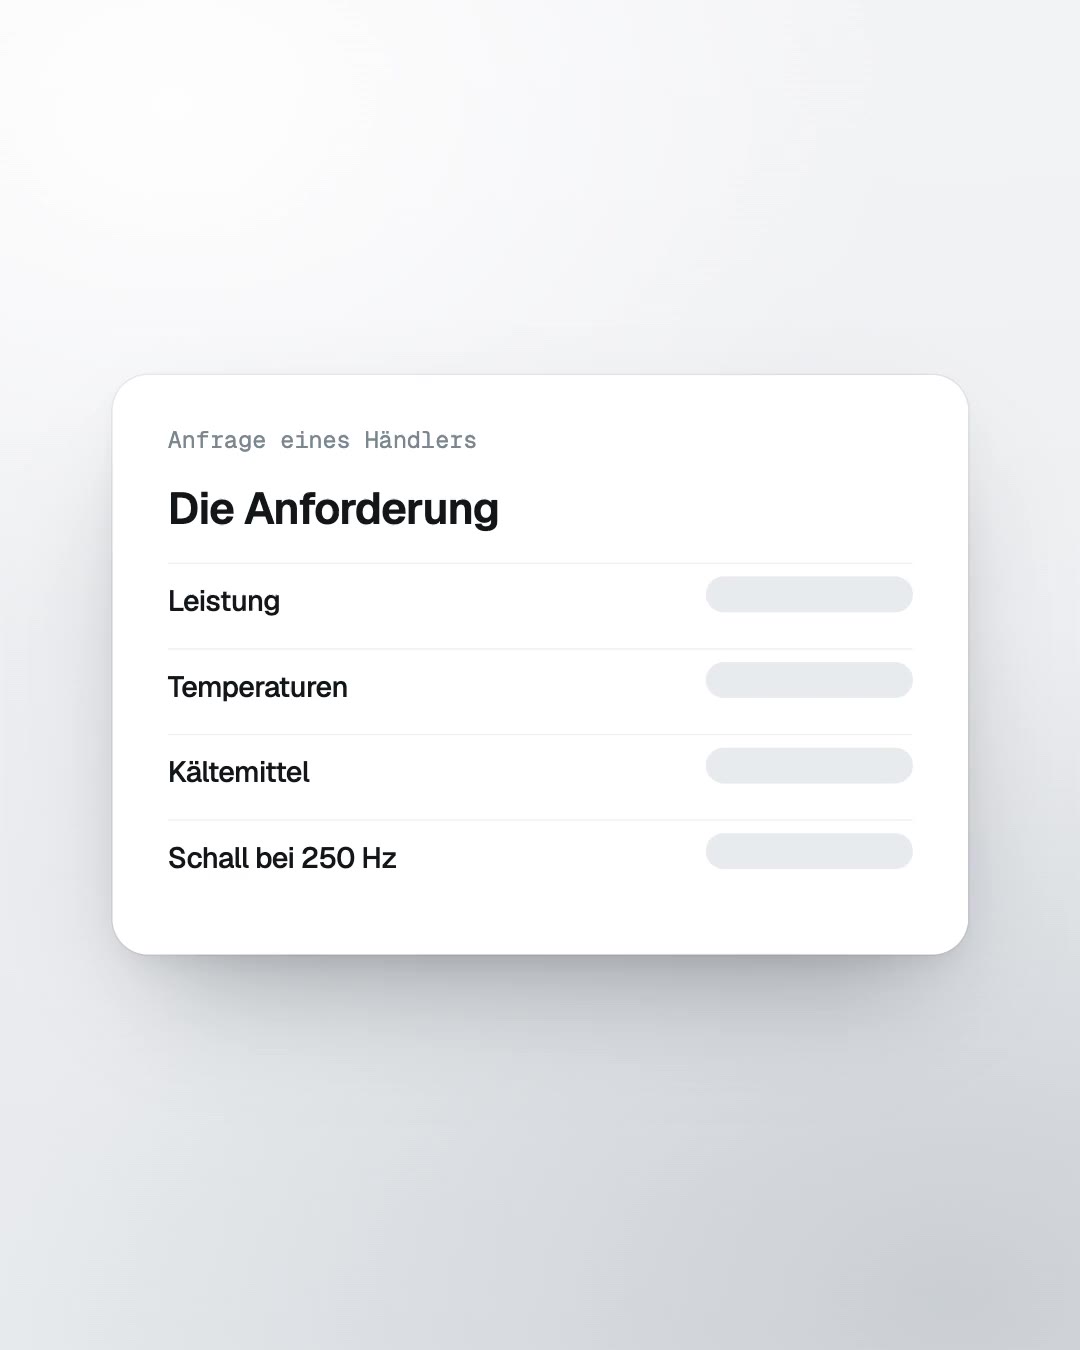 Anfrage eines Händlers
Die Anforderung
Leistung
Temperaturen
Kältemittel
Schall bei 250 Hz